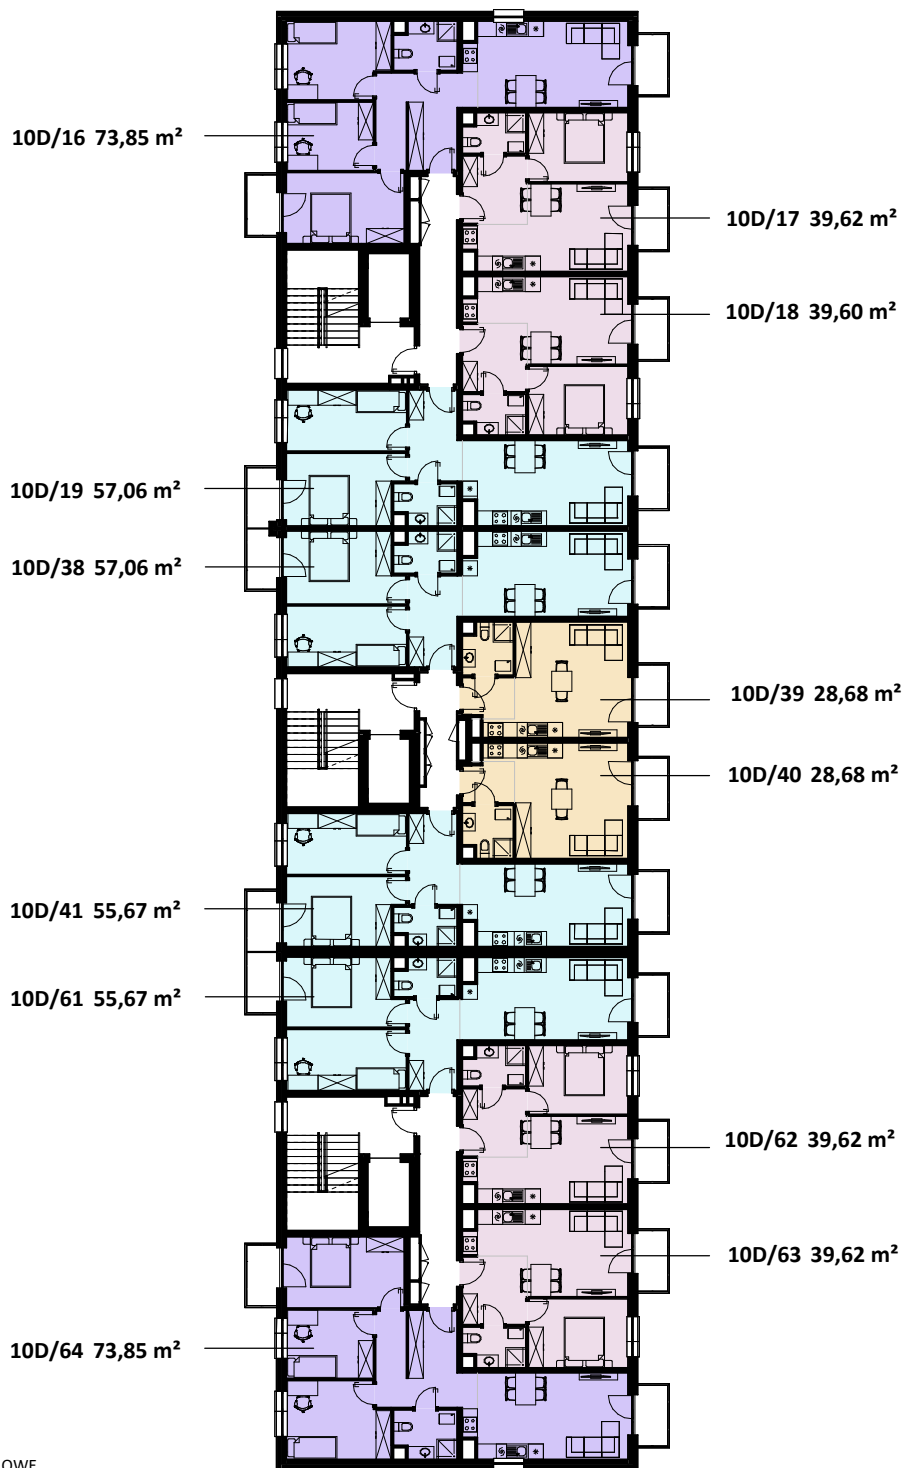 10D/16 73,85 m²
10D/17 39,62 m²
10D/18 39,60 m²
10D/19 57,06 m²
10D/38 57,06 m²
10D/39 28,68 m²
10D/40 28,68 m²
10D/41 55,67 m²
10D/61 55,67 m²
10D/62 39,62 m²
10D/63 39,62 m²
10D/64 73,85 m²